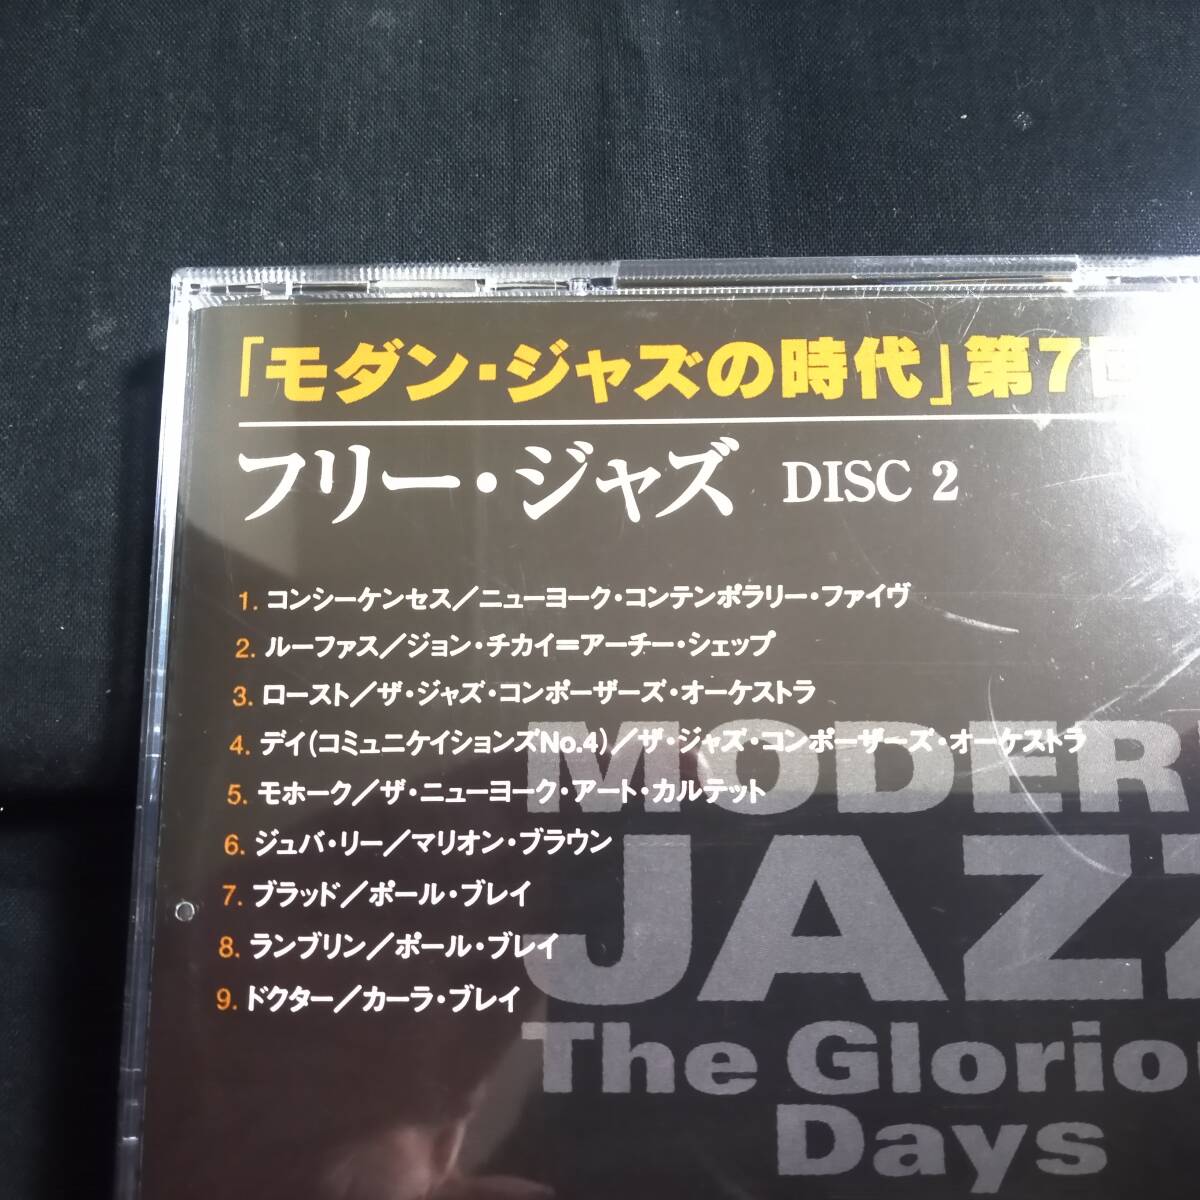 「モダン・ジャズの時代」第7回
フリー・ジャズ DISC 2
1. コンシーケンセス／ニューヨーク・コンテンポラリー・ファイヴ
2. ルーファス／ジョン・チカイ＝アーチー・シェップ
3. ロースト／ザ・ジャズ・コンポーザーズ・オーケストラ
4. デイ(コミュニケイションズNo.4)／ザ・ジャズ・コンポーザーズ・オーケストラ
5. モホーク／ザ・ニューヨーク・アート・カルテット
6. ジュバ・リー／マリオン・ブラウン
7. ブラッド／ポール・ブレイ
8. ランブリン／ポール・ブレイ
9. ドクター／カーラ・ブレイ
MODER
JAZZ
The Gloriou
Days